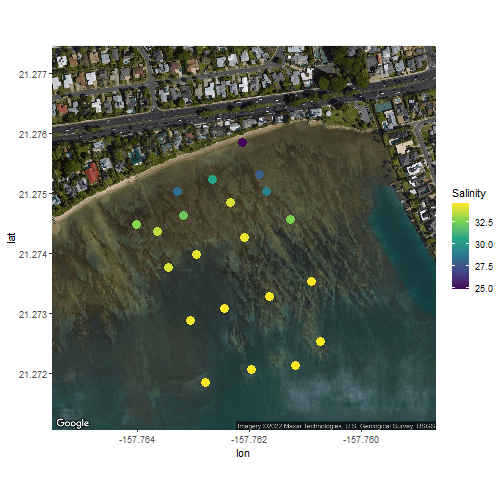 21.277
21.276
21.275
21.274
21.273
21.272
lat
Salinity
32.5
30.0
27.5
25.0
Google
Imagery ©2022 Maxar Technologies, U.S. Geological Survey, USGS
-157.764
-157.762
-157.760
lon